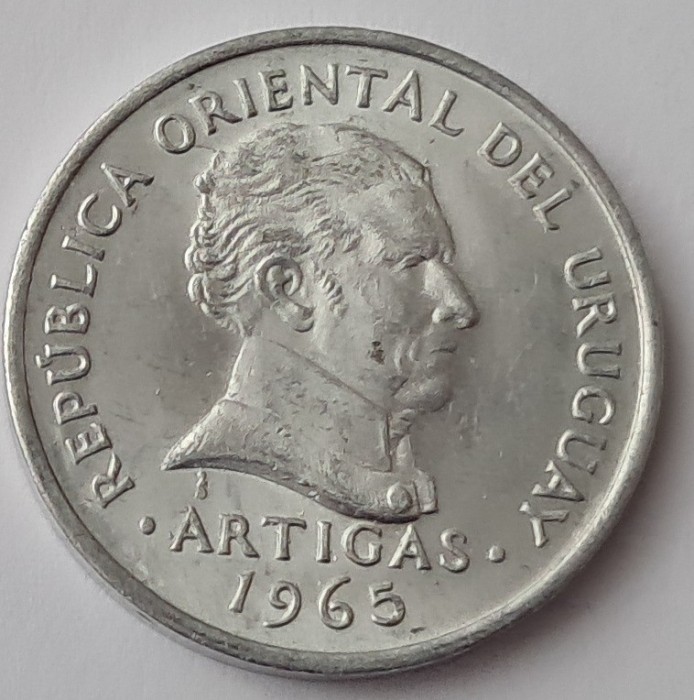 REPÚBLICA ORIENTAL DEL URUGUAY
· ARTIGAS ·
1965